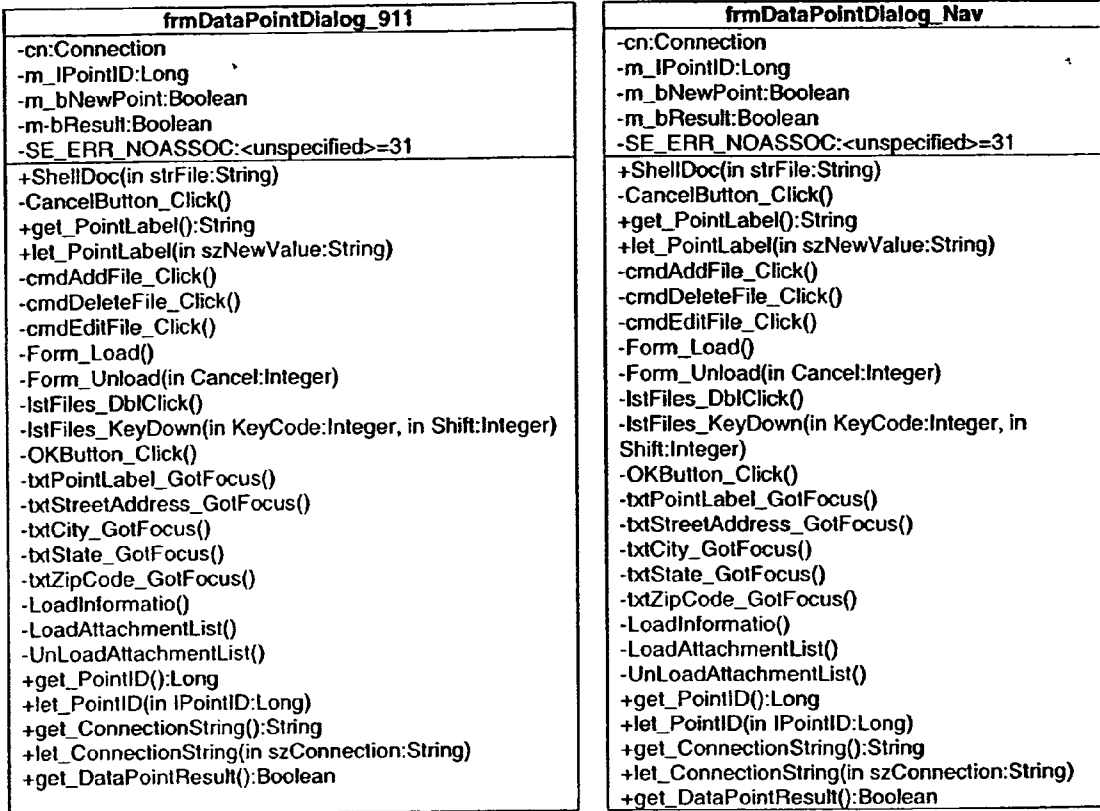 frmDataPointDialog_911
-cn:Connection
-m_lPointID:Long
-m_bNewPoint:Boolean
-m-bResult:Boolean
-SE_ERR_NOASSOC:<unspecified>=31
+ShellDoc(in strFile:String)
-CancelButton_Click()
+get_PointLabel():String
+let_PointLabel(in szNewValue:String)
-cmdAddFile_Click()
-cmdDeleteFile_Click()
-cmdEditFile_Click()
-Form_Load()
-Form_Unload(in Cancel:Integer)
-lstFiles_DblClick()
-lstFiles_KeyDown(in KeyCode:Integer, in Shift:Integer)
-OKButton_Click()
-txtPointLabel_GotFocus()
-txtStreetAddress_GotFocus()
-txtCity_GotFocus()
-txtState_GotFocus()
-txtZipCode_GotFocus()
-LoadInformatio()
-LoadAttachmentList()
-UnLoadAttachmentList()
+get_PointID():Long
+let_PointID(in lPointID:Long)
+get_ConnectionString():String
+let_ConnectionString(in szConnection:String)
+get_DataPointResult():Boolean
frmDataPointDialog_Nav
-cn:Connection
-m_lPointID:Long
-m_bNewPoint:Boolean
-m_bResult:Boolean
-SE_ERR_NOASSOC:<unspecified>=31
+ShellDoc(in strFile:String)
-CancelButton_Click()
+get_PointLabel():String
+let_PointLabel(in szNewValue:String)
-cmdAddFile_Click()
-cmdDeleteFile_Click()
-cmdEditFile_Click()
-Form_Load()
-Form_Unload(in Cancel:Integer)
-lstFiles_DblClick()
-lstFiles_KeyDown(in KeyCode:Integer, in
Shift:Integer)
-OKButton_Click()
-txtPointLabel_GotFocus()
-txtStreetAddress_GotFocus()
-txtCity_GotFocus()
-txtState_GotFocus()
-txtZipCode_GotFocus()
-LoadInformatio()
-LoadAttachmentList()
-UnLoadAttachmentList()
+get_PointID():Long
+let_PointID(in lPointID:Long)
+get_ConnectionString():String
+let_ConnectionString(in szConnection:String)
+get_DataPointResult():Boolean